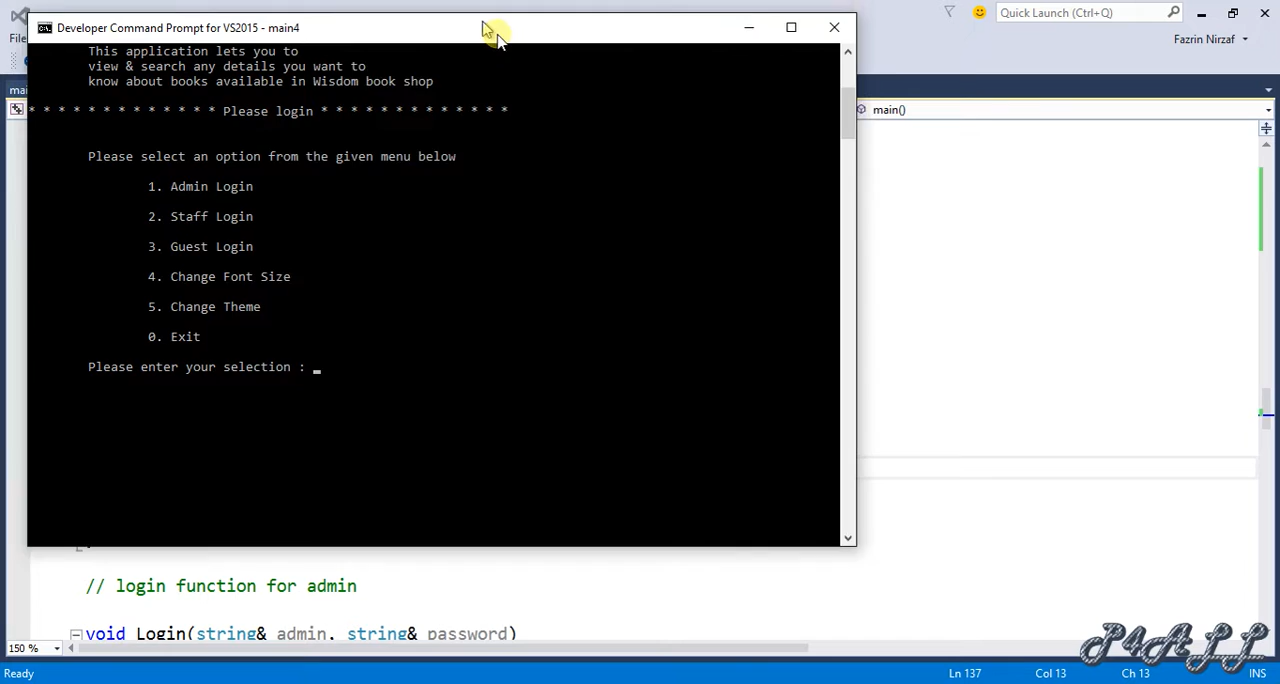 Developer Command Prompt for VS2015 - main4
Quick Launch (Ctrl+Q)
Fil
Fazrin Nirzaf
mai
main()
This application lets you to
view & search any details you want to
know about books available in Wisdom book shop
* * * * * * * * * * * * * Please login * * * * * * * * * * * * *
Please select an option from the given menu below
1. Admin Login
2. Staff Login
3. Guest Login
4. Change Font Size
5. Change Theme
0. Exit
Please enter your selection : _
// login function for admin
void Login(string& admin, string& password)
150 %
P4ALL
Ready
Ln 137
Col 13
Ch 13
INS